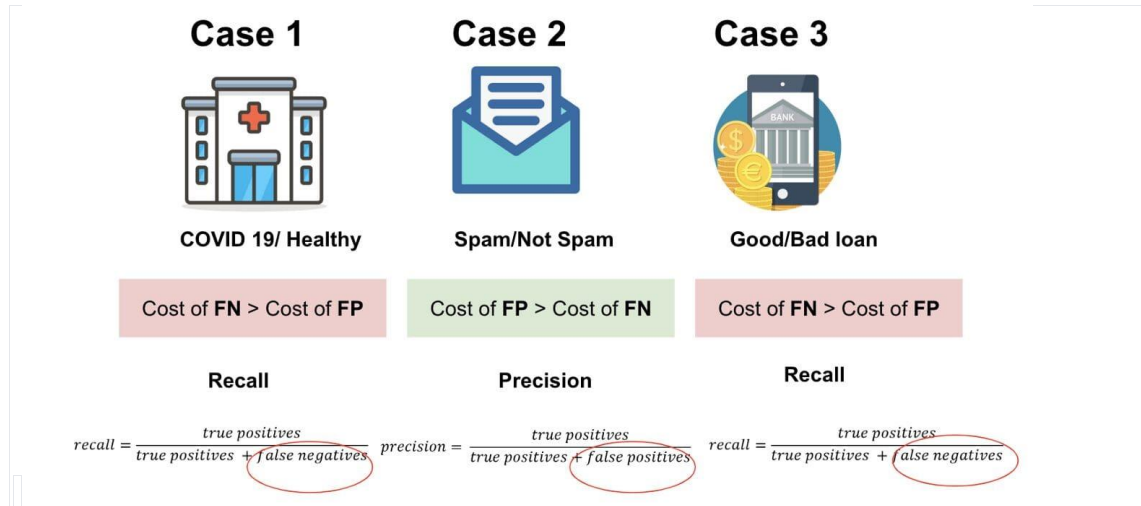 Case 1
Case 2
Case 3
BANK
$
€
COVID 19/ Healthy
Spam/Not Spam
Good/Bad loan
Cost of FN > Cost of FP
Cost of FP > Cost of FN
Cost of FN > Cost of FP
Recall
Precision
Recall
recall = true positives / true positives + false negatives
precision = true positives / true positives + false positives
recall = true positives / true positives + false negatives